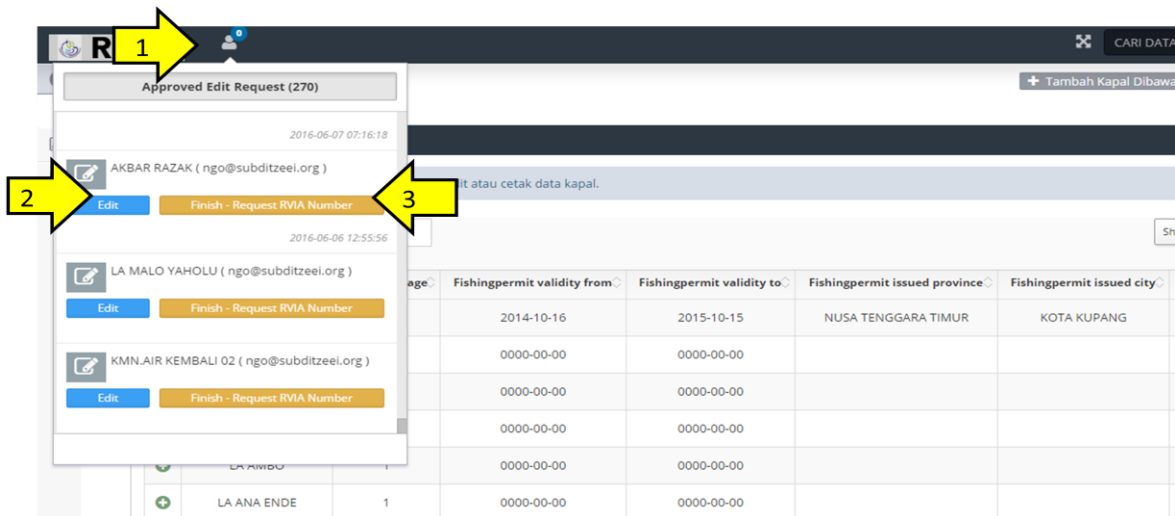 R
1
0
CARI DATA
Approved Edit Request (270)
+ Tambah Kapal Dibawa
2016-06-07 07:16:18
AKBAR RAZAK ( ngo@subditzeei.org )
it atau cetak data kapal.
2
Edit
Finish - Request RVIA Number
3
2016-06-06 12:55:56
Sh
LA MALO YAHOLU ( ngo@subditzeei.org )
age Fishingpermit validity from Fishingpermit validity to Fishingpermit issued province Fishingpermit issued city
Edit
Finish - Request RVIA Number
2014-10-16 2015-10-15 NUSA TENGGARA TIMUR KOTA KUPANG
KMN.AIR KEMBALI 02 ( ngo@subditzeei.org )
0000-00-00 0000-00-00
Edit
Finish - Request RVIA Number
0000-00-00 0000-00-00
0000-00-00 0000-00-00
LA AMBO 1 0000-00-00 0000-00-00
LA ANA ENDE 1 0000-00-00 0000-00-00